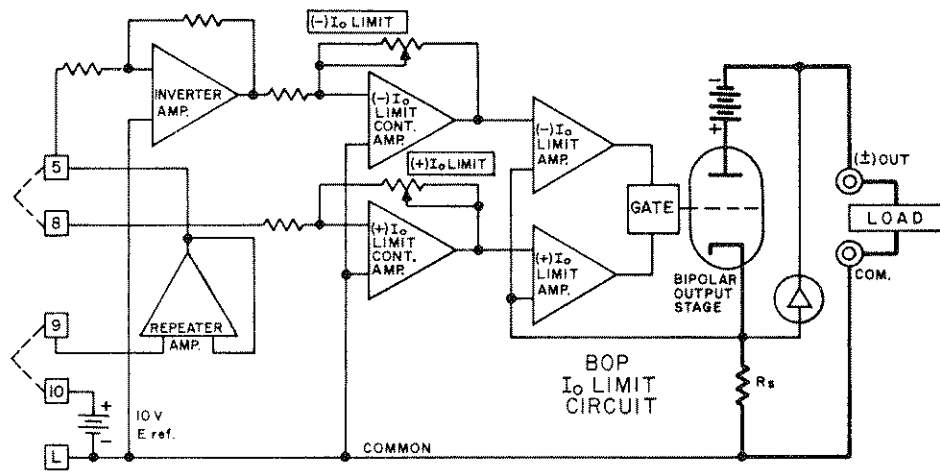 (-)Io LIMIT
INVERTER
AMP.
(-)Io
LIMIT
CONT.
AMP.
(-)Io
LIMIT
AMP.
-
+
5
(+)Io LIMIT
(±)OUT
8
(+)Io
LIMIT
CONT.
AMP.
GATE
LOAD
(+)Io
LIMIT
AMP.
BIPOLAR
OUTPUT
STAGE
COM.
9
REPEATER
AMP.
10
+
-
10 V
E ref.
BOP
Io LIMIT
CIRCUIT
Rs
L
COMMON